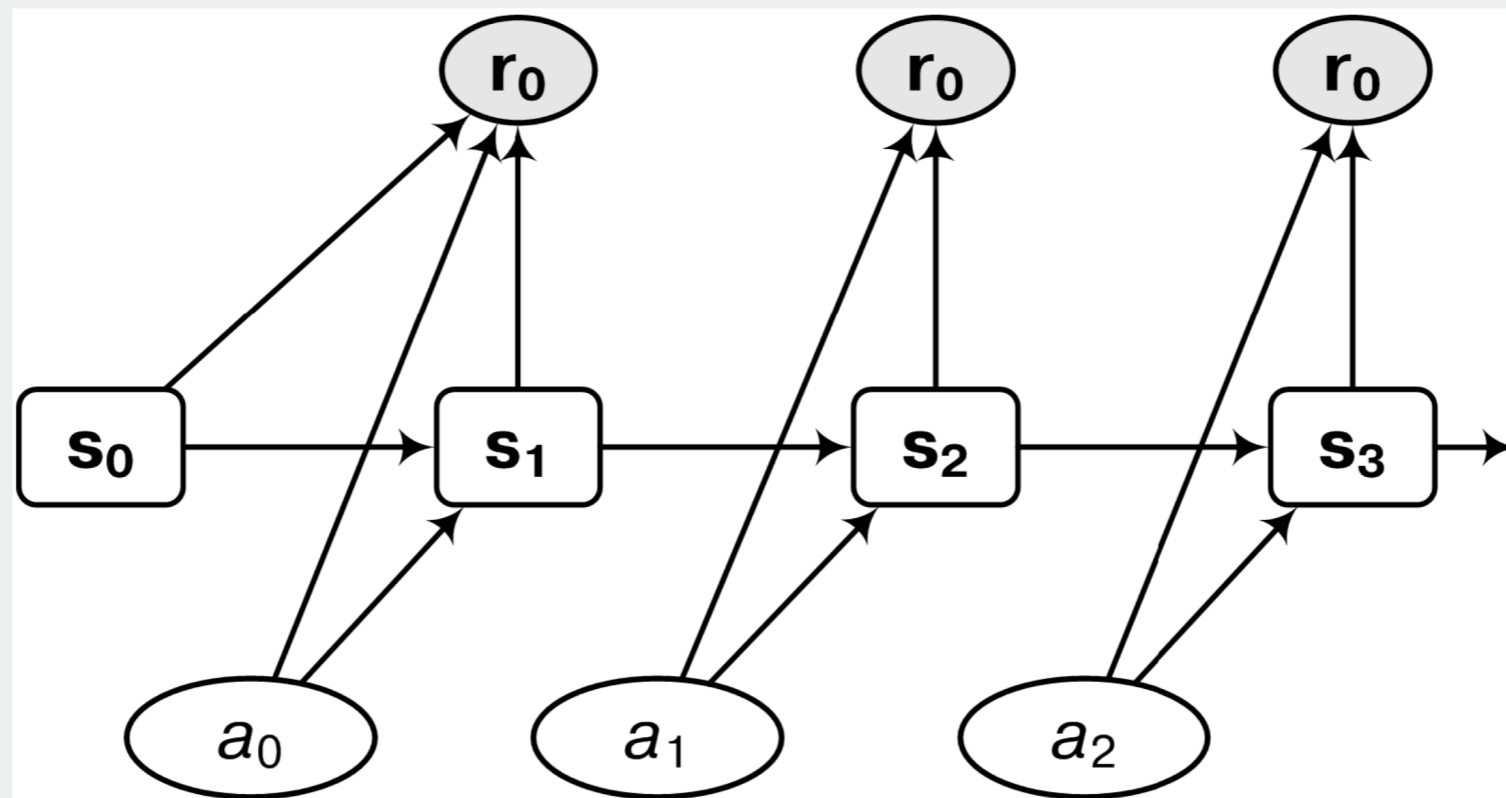 r₀ r₀ r₀
s₀ s₁ s₂ s₃
a₀ a₁ a₂